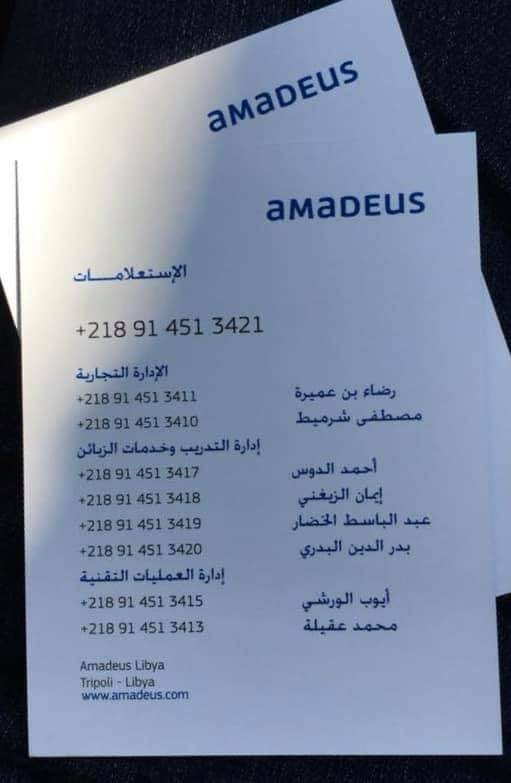 amadeus
amadeus
الإستعلامـــات
+218 91 451 3421
الإدارة التجارية
+218 91 451 3411 رضاء بن عميرة
+218 91 451 3410 مصطفى شرميط
إدارة التدريب وخدمات الزبائن
+218 91 451 3417 أحمد الدوس
+218 91 451 3418 إيمان الزيغني
+218 91 451 3419 عبد الباسط الخضار
+218 91 451 3420 بدر الدين البدري
إدارة العمليات التقنية
+218 91 451 3415 أيوب الورشي
+218 91 451 3413 محمد عقيلة
Amadeus Libya
Tripoli - Libya
www.amadeus.com